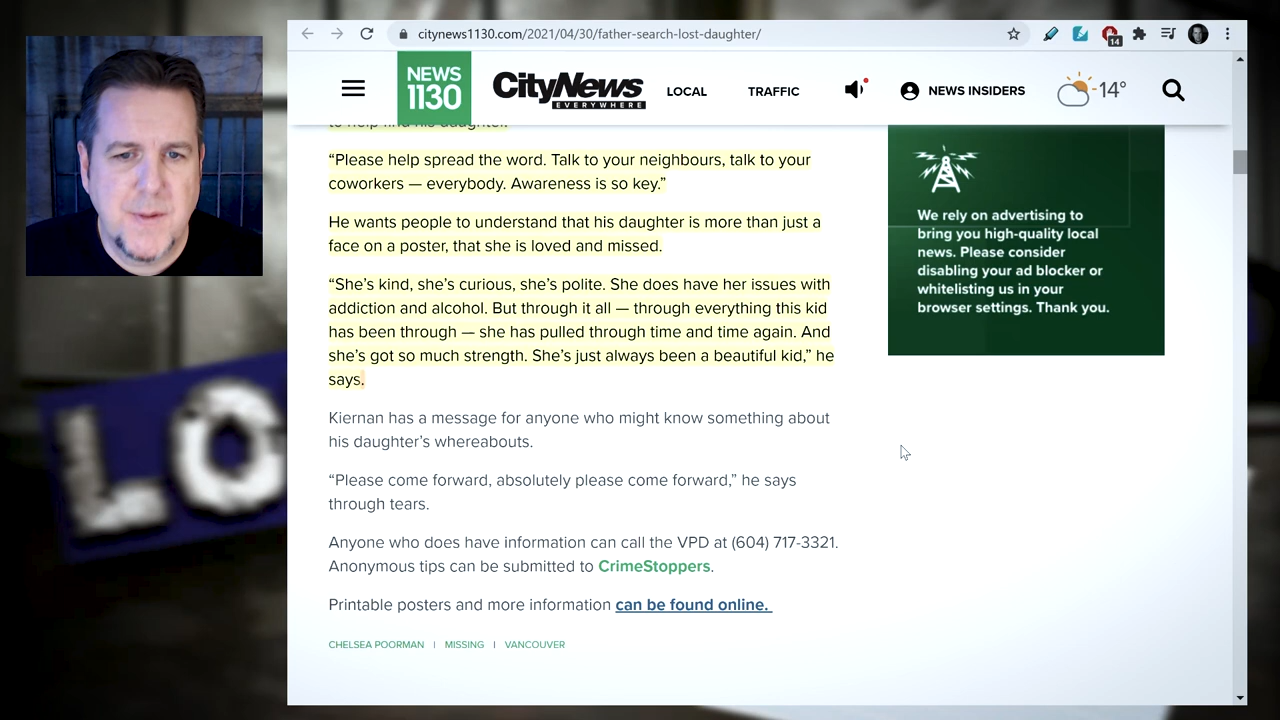 citynews1130.com/2021/04/30/father-search-lost-daughter/
14
NEWS
1130
CityNews
EVERYWHERE
LOCAL
TRAFFIC
NEWS INSIDERS
14°
to help find his daughter.
“Please help spread the word. Talk to your neighbours, talk to your
coworkers — everybody. Awareness is so key.”
He wants people to understand that his daughter is more than just a
face on a poster, that she is loved and missed.
“She’s kind, she’s curious, she’s polite. She does have her issues with
addiction and alcohol. But through it all — through everything this kid
has been through — she has pulled through time and time again. And
she’s got so much strength. She’s just always been a beautiful kid,” he
says.
Kiernan has a message for anyone who might know something about
his daughter’s whereabouts.
“Please come forward, absolutely please come forward,” he says
through tears.
Anyone who does have information can call the VPD at (604) 717-3321.
Anonymous tips can be submitted to CrimeStoppers.
Printable posters and more information can be found online.
CHELSEA POORMAN | MISSING | VANCOUVER
We rely on advertising to
bring you high-quality local
news. Please consider
disabling your ad blocker or
whitelisting us in your
browser settings. Thank you.
LO